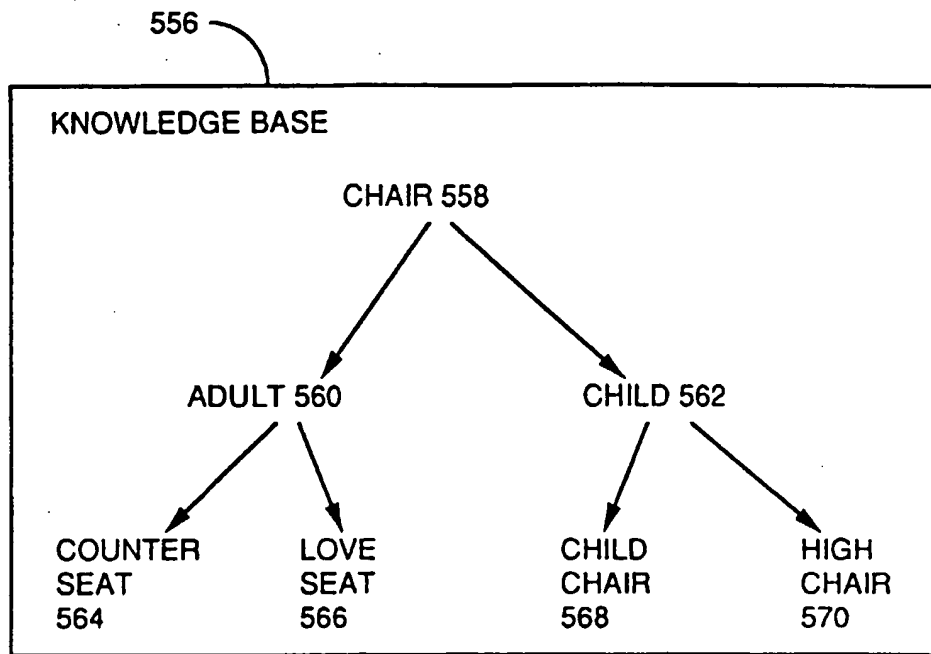 556
KNOWLEDGE BASE
CHAIR 558
ADULT 560
CHILD 562
COUNTER
SEAT
564
LOVE
SEAT
566
CHILD
CHAIR
568
HIGH
CHAIR
570